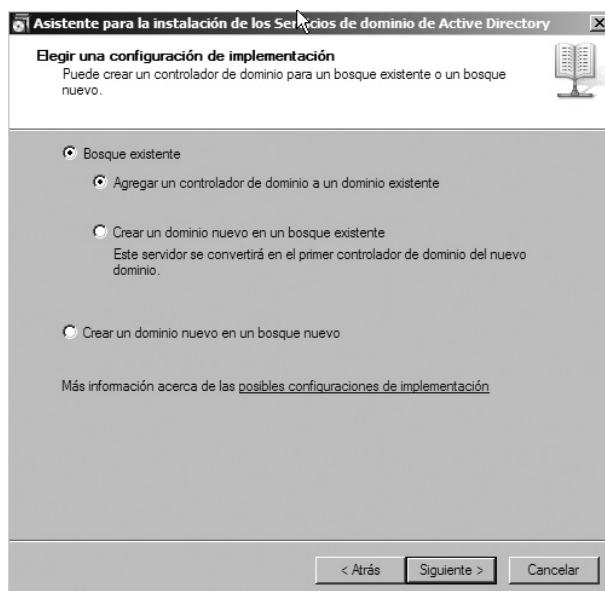 Asistente para la instalación de los Servicios de dominio de Active Directory
Elegir una configuración de implementación
Puede crear un controlador de dominio para un bosque existente o un bosque
nuevo.
Bosque existente
Agregar un controlador de dominio a un dominio existente
Crear un dominio nuevo en un bosque existente
Este servidor se convertirá en el primer controlador de dominio del nuevo
dominio.
Crear un dominio nuevo en un bosque nuevo
Más información acerca de las posibles configuraciones de implementación
< Atrás
Siguiente >
Cancelar